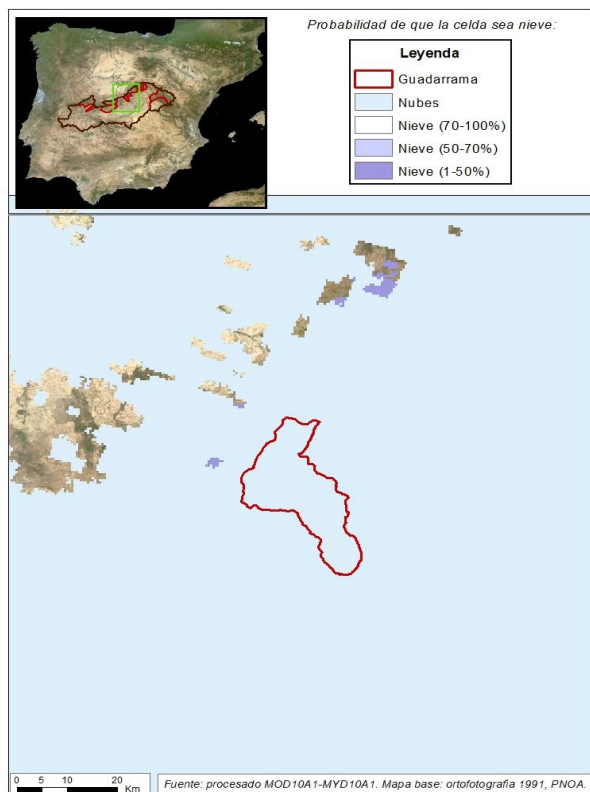 Probabilidad de que la celda sea nieve:
Leyenda
Guadarrama
Nubes
Nieve (70-100%)
Nieve (50-70%)
Nieve (1-50%)
0 5 10 20
Km
Fuente: procesado MOD10A1-MYD10A1. Mapa base: ortofotografía 1991, PNOA.